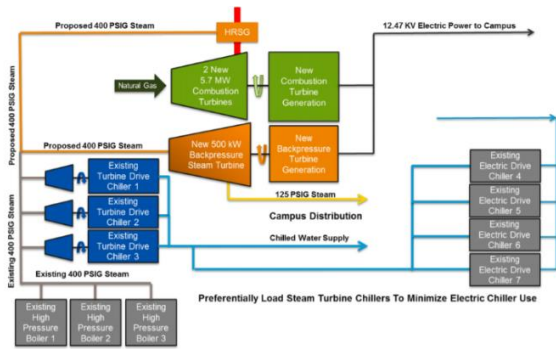 Proposed 400 PSIG Steam
HRSG
12.47 KV Electric Power to Campus
Natural Gas
2 New
5.7 MW
Combustion
Turbines
New
Combustion
Turbine
Generation
Proposed 400 PSIG Steam
Proposed 400 PSIG Steam
New 500 kW
Backpressure
Steam Turbine
New
Backpressure
Turbine
Generation
Existing
Turbine Drive
Chiller 1
Existing
Turbine Drive
Chiller 2
Existing
Turbine Drive
Chiller 3
125 PSIG Steam
Campus Distribution
Chilled Water Supply
Existing
Electric Drive
Chiller 4
Existing
Electric Drive
Chiller 5
Existing
Electric Drive
Chiller 6
Existing
Electric Drive
Chiller 7
Existing 400 PSIG Steam
Existing 400 PSIG Steam
Preferentially Load Steam Turbine Chillers To Minimize Electric Chiller Use
Existing
High
Pressure
Boiler 1
Existing
High
Pressure
Boiler 2
Existing
High
Pressure
Boiler 3